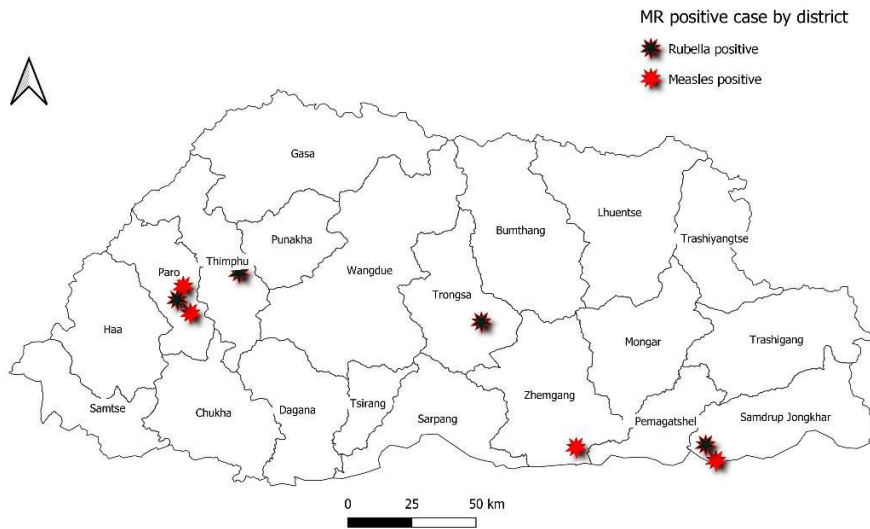 MR positive case by district
Rubella positive
Measles positive
Gasa
Punakha
Bumthang
Lhuentse
Trashiyangtse
Paro
Thimphu
Wangdue
Trongsa
Haa
Mongar
Trashigang
Samtse
Chukha
Dagana
Tsirang
Sarpang
Zhemgang
Pemagatshel
Samdrup Jongkhar
0 25 50 km